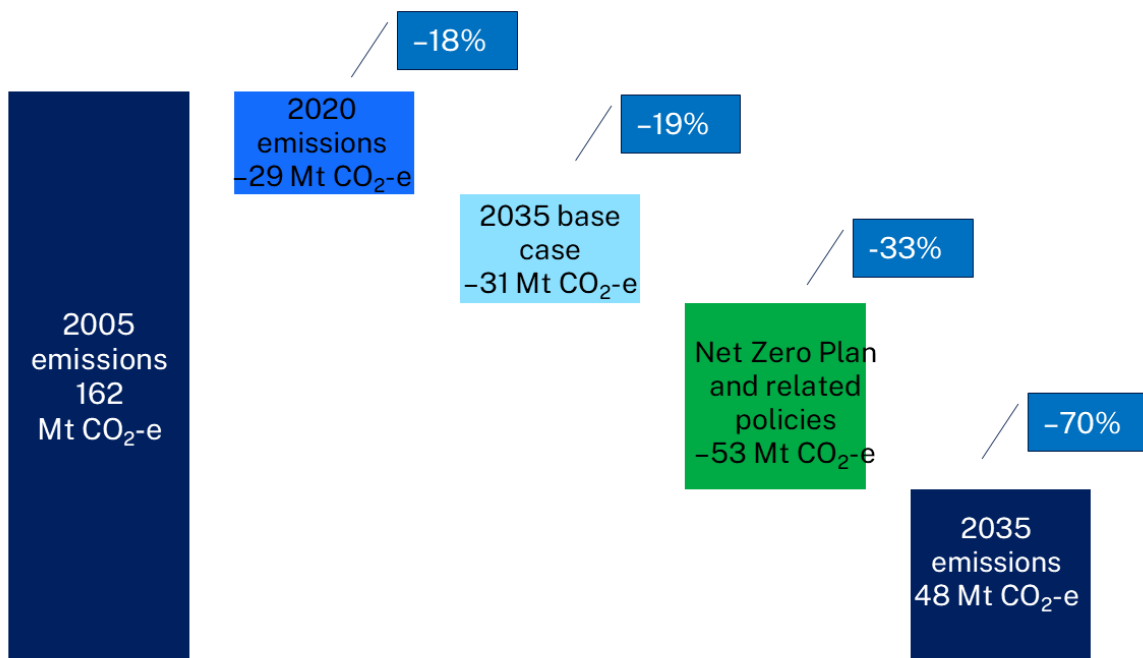 –18%
2020
emissions
–29 Mt CO₂-e
–19%
2035 base
case
–31 Mt CO₂-e
-33%
2005
emissions
162
Mt CO₂-e
Net Zero Plan
and related
policies
–53 Mt CO₂-e
–70%
2035
emissions
48 Mt CO₂-e